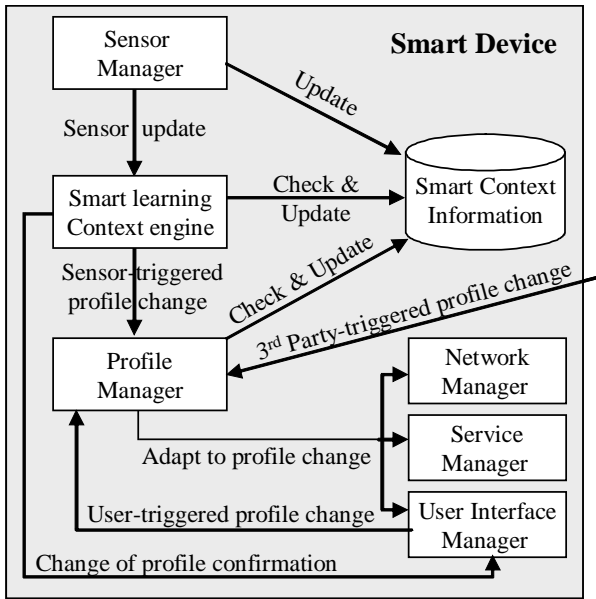 Smart Device
Sensor
Manager
Update
Sensor update
Smart learning
Context engine
Check &
Update
Smart Context
Information
Sensor-triggered
profile change
Check & Update
3rd Party-triggered profile change
Profile
Manager
Network
Manager
Adapt to profile change
Service
Manager
User-triggered profile change
User Interface
Manager
Change of profile confirmation